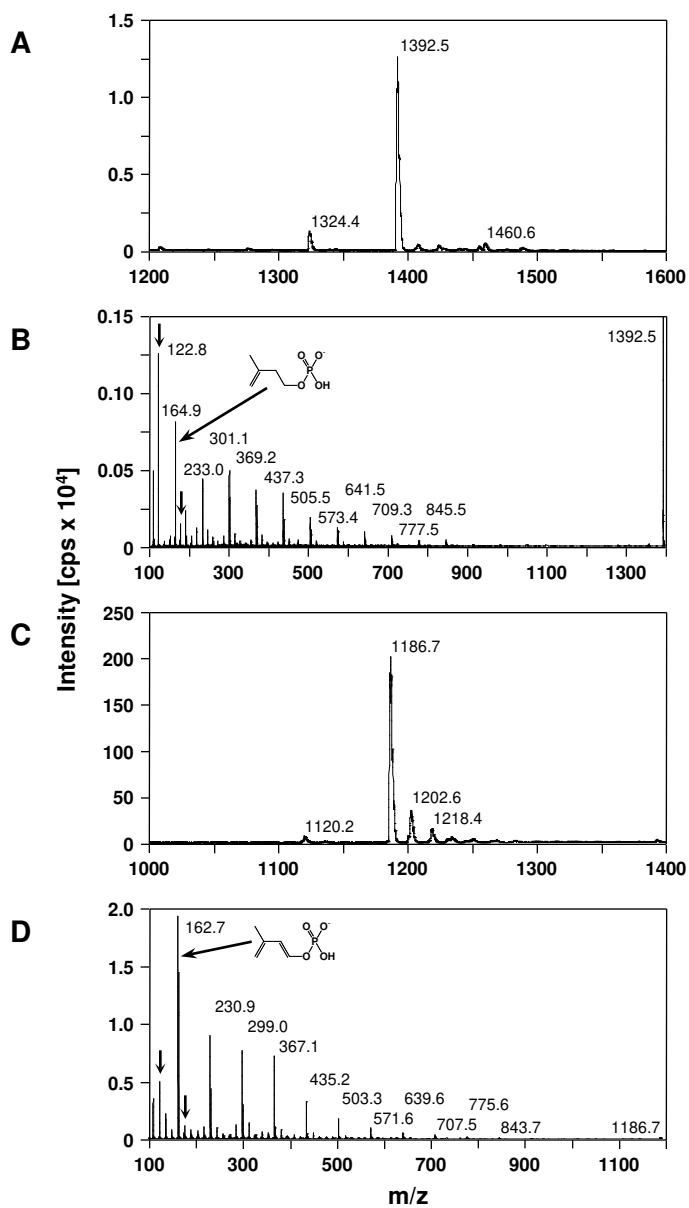 A
1.5
1.0
0.5
0
1392.5
1324.4
1460.6
1200 1300 1400 1500 1600
B
0.15
0.10
0.05
0
122.8
164.9
233.0
301.1
369.2
437.3
505.5
573.4
641.5
709.3
777.5
845.5
1392.5
O
O-
P
O
OH
100 300 500 700 900 1100 1300
Intensity [cps x 10⁴)
C
250
200
150
100
50
0
1186.7
1120.2
1202.6
1218.4
1000 1100 1200 1300 1400
D
2.0
1.5
1.0
0.5
0
162.7
230.9
299.0
367.1
435.2
503.3
571.6
639.6
707.5
775.6
843.7
1186.7
O
O-
P
O
OH
100 300 500 700 900 1100
m/z